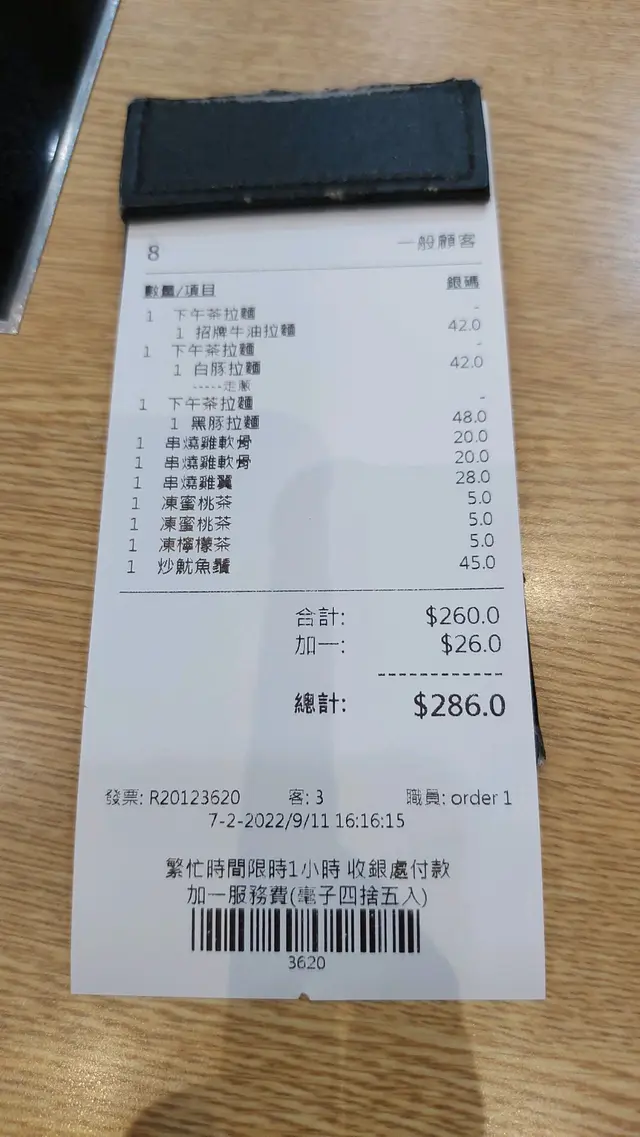 8 一般顧客
數量/項目 銀碼
1 下午茶拉麵 -
1 招牌牛油拉麵 42.0
1 下午茶拉麵 -
1 白豚拉麵 42.0
-----走蔥
1 下午茶拉麵 -
1 黑豚拉麵 48.0
1 串燒雞軟骨 20.0
1 串燒雞軟骨 20.0
1 串燒雞翼 28.0
1 凍蜜桃茶 5.0
1 凍蜜桃茶 5.0
1 凍檸檬茶 5.0
1 炒魷魚鬚 45.0
合計: $260.0
加一: $26.0
------------
總計: $286.0
發票: R20123620 客: 3 職員: order 1
7-2-2022/9/11 16:16:15
繁忙時間限時1小時 收銀處付款
加一服務費(毫子四捨五入)
3620